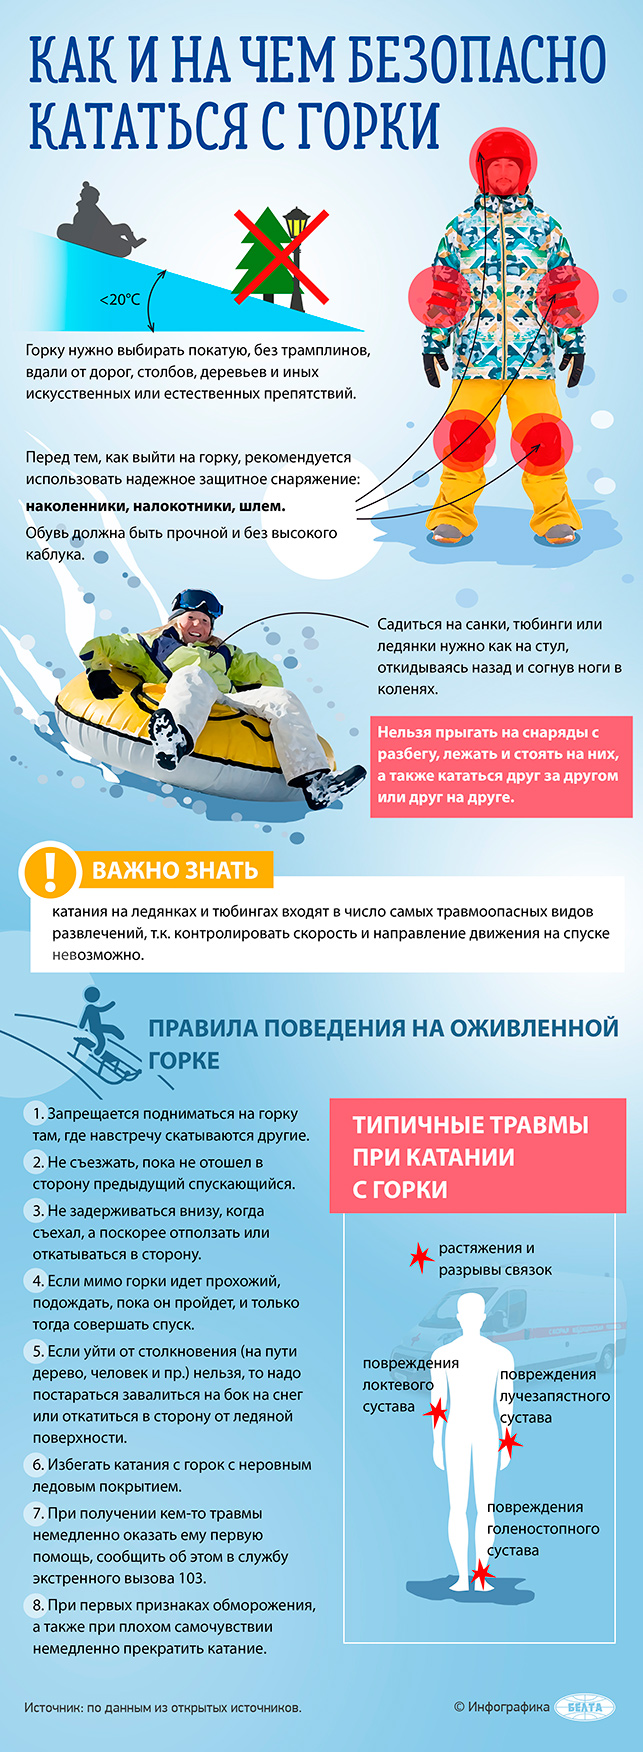 КАК И НА ЧЕМ БЕЗОПАСНО
КАТАТЬСЯ С ГОРКИ
<20°C
Горку нужно выбирать покатую, без трамплинов,
вдали от дорог, столбов, деревьев и иных
искусственных или естественных препятствий.
Перед тем, как выйти на горку, рекомендуется
использовать надежное защитное снаряжение:
наколенники, налокотники, шлем.
Обувь должна быть прочной и без высокого
каблука.
Садиться на санки, тюбинги или
ледянки нужно как на стул,
откидываясь назад и согнув ноги в
коленях.
Нельзя прыгать на снаряды с
разбегу, лежать и стоять на них,
а также кататься друг за другом
или друг на друге.
!
ВАЖНО ЗНАТЬ
катания на ледянках и тюбингах входят в число самых травмоопасных видов
развлечений, т.к. контролировать скорость и направление движения на спуске
невозможно.
ПРАВИЛА ПОВЕДЕНИЯ НА ОЖИВЛЕННОЙ
ГОРКЕ
1. Запрещается подниматься на горку
там, где навстречу скатываются другие.
2. Не съезжать, пока не отошел в
сторону предыдущий спускающийся.
3. Не задерживаться внизу, когда
съехал, а поскорее отползать или
откатываться в сторону.
4. Если мимо горки идет прохожий,
подождать, пока он пройдет, и только
тогда совершать спуск.
5. Если уйти от столкновения (на пути
дерево, человек и пр.) нельзя, то надо
постараться завалиться на бок на снег
или откатиться в сторону от ледяной
поверхности.
6. Избегать катания с горок с неровным
ледовым покрытием.
7. При получении кем-то травмы
немедленно оказать ему первую
помощь, сообщить об этом в службу
экстренного вызова 103.
8. При первых признаках обморожения,
а также при плохом самочувствии
немедленно прекратить катание.
ТИПИЧНЫЕ ТРАВМЫ
ПРИ КАТАНИИ
С ГОРКИ
растяжения и
разрывы связок
повреждения
локтевого
сустава
повреждения
лучезапястного
сустава
повреждения
голеностопного
сустава
Источник: по данным из открытых источников.
© Инфографика БЕЛТА